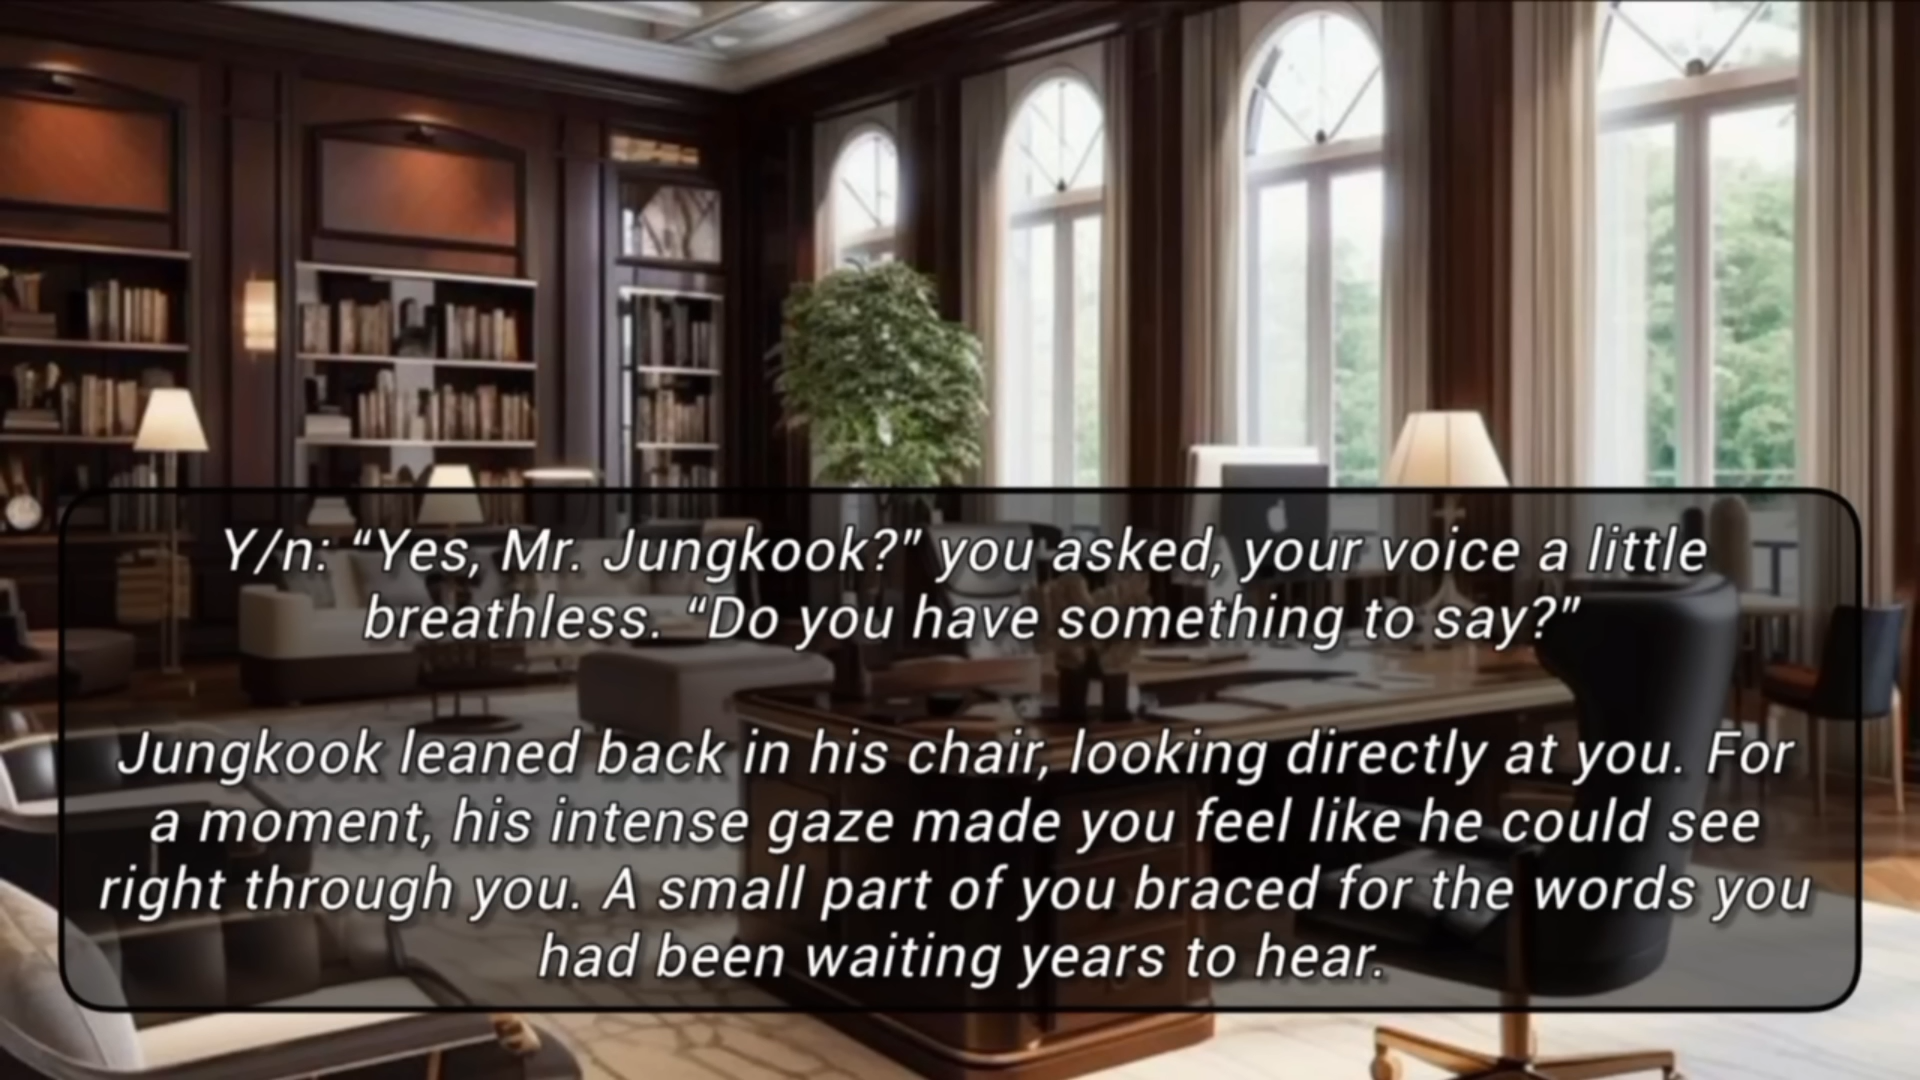 Y/n: “Yes, Mr. Jungkook?” you asked, your voice a little
breathless. “Do you have something to say?”
Jungkook leaned back in his chair, looking directly at you. For
a moment, his intense gaze made you feel like he could see
right through you. A small part of you braced for the words you
had been waiting years to hear.